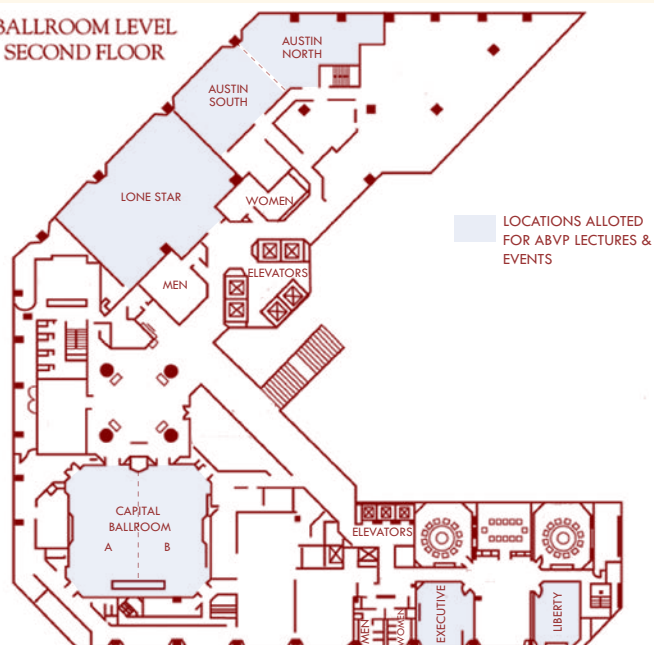 BALLROOM LEVEL
SECOND FLOOR
AUSTIN
NORTH
AUSTIN
SOUTH
LONE STAR
WOMEN
LOCATIONS ALLOTED
FOR ABVP LECTURES &
EVENTS
ELEVATORS
MEN
CAPITAL
BALLROOM
A B
ELEVATORS
MEN
WOMEN
EXECUTIVE
LIBERTY